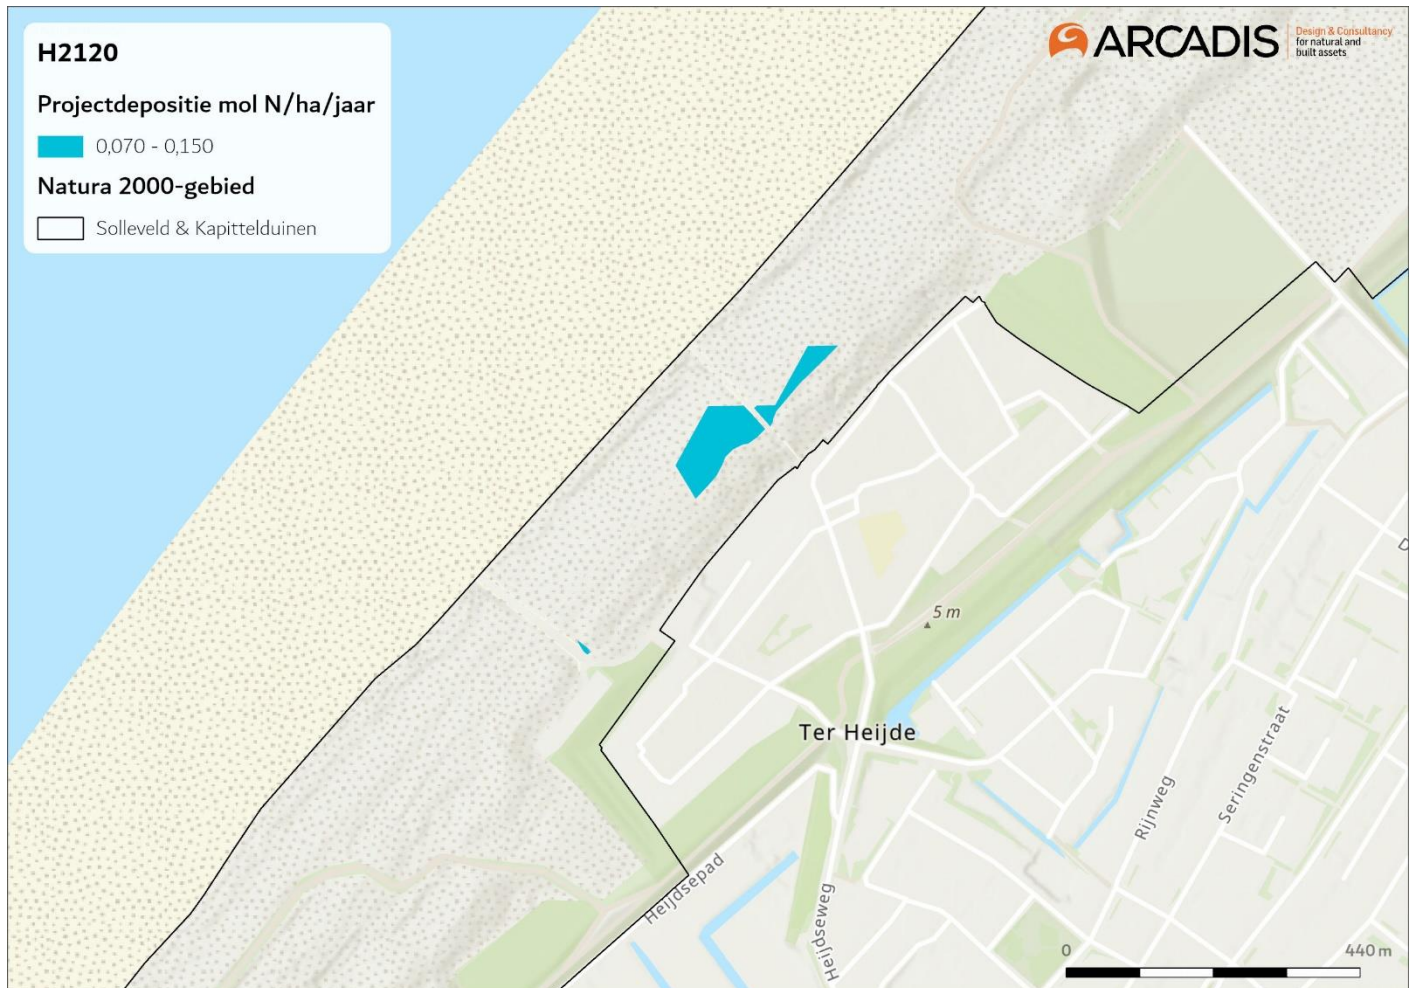 H2120
Projectdepositie mol N/ha/jaar
0,070 - 0,150
Natura 2000-gebied
Solleveld & Kapittelduinen
ARCADIS
Design & Consultancy
for natural and
built assets
5 m
Ter Heijde
Rijnweg
Seringenstraat
D
Heijdsepad
Heijdseweg
0
440 m